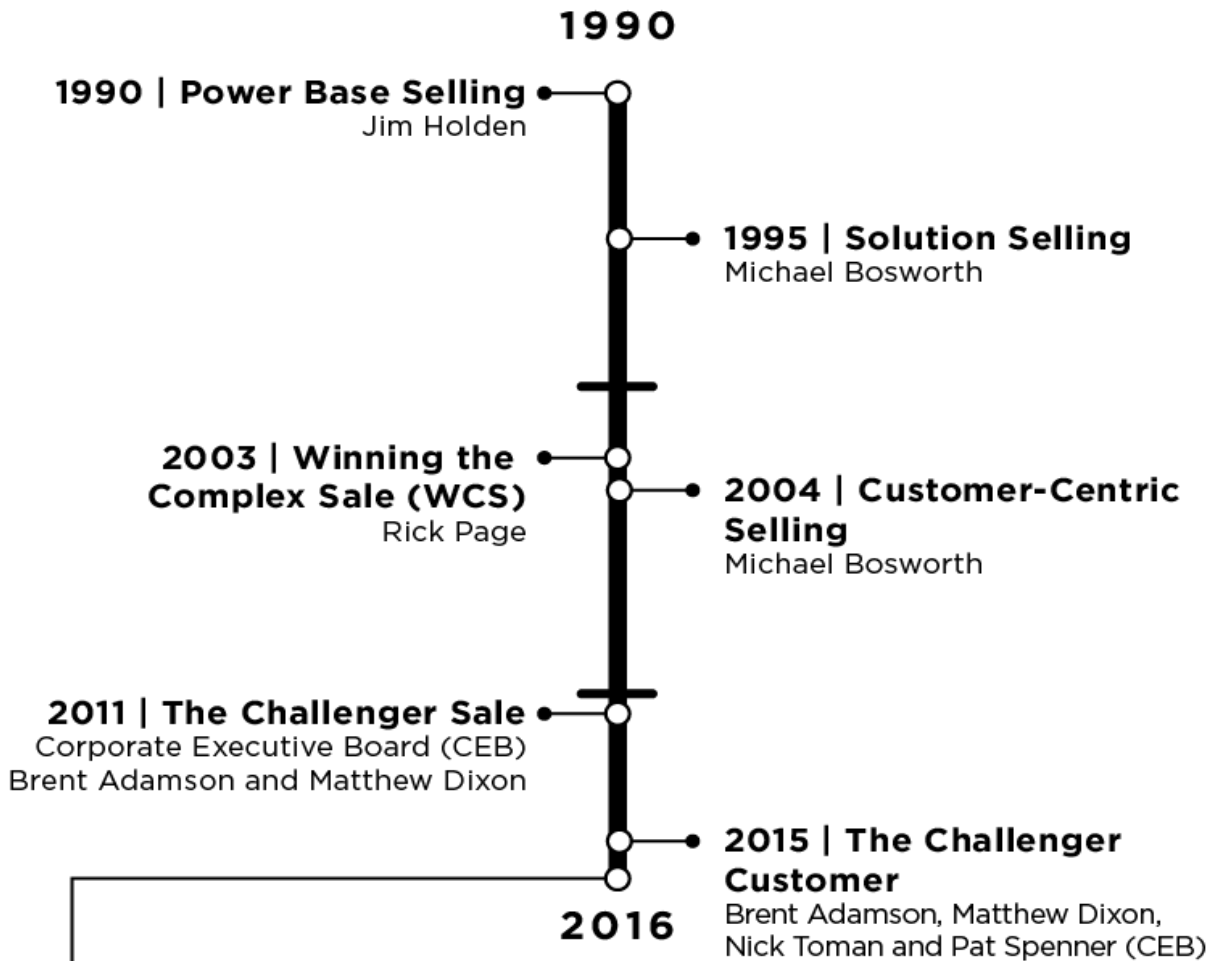 1990
1990 | Power Base Selling
Jim Holden
1995 | Solution Selling
Michael Bosworth
2003 | Winning the
Complex Sale (WCS)
Rick Page
2004 | Customer-Centric
Selling
Michael Bosworth
2011 | The Challenger Sale
Corporate Executive Board (CEB)
Brent Adamson and Matthew Dixon
2015 | The Challenger
Customer
Brent Adamson, Matthew Dixon,
Nick Toman and Pat Spenner (CEB)
2016